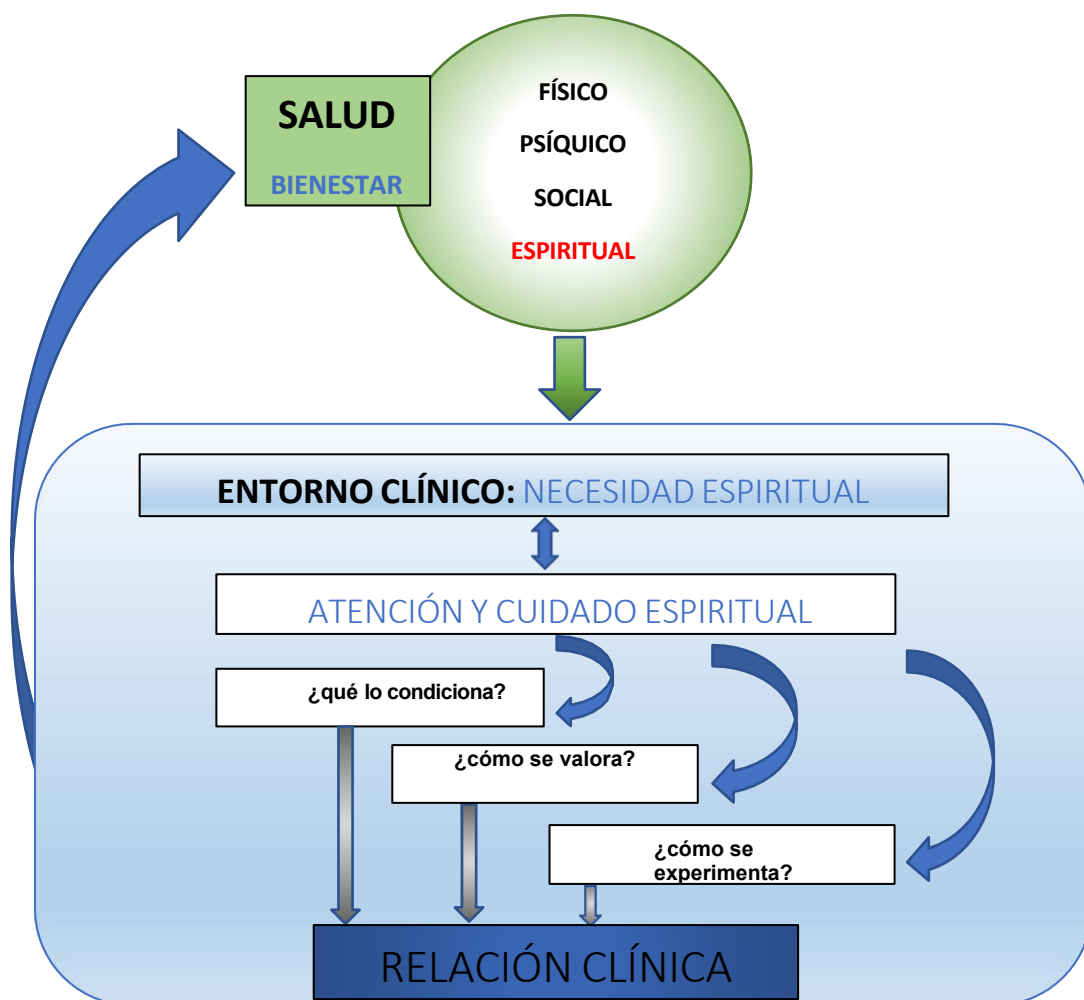 SALUD
BIENESTAR
FÍSICO
PSÍQUICO
SOCIAL
ESPIRITUAL
ENTORNO CLÍNICO: NECESIDAD ESPIRITUAL
ATENCIÓN Y CUIDADO ESPIRITUAL
¿qué lo condiciona?
¿cómo se valora?
¿cómo se
experimenta?
RELACIÓN CLÍNICA